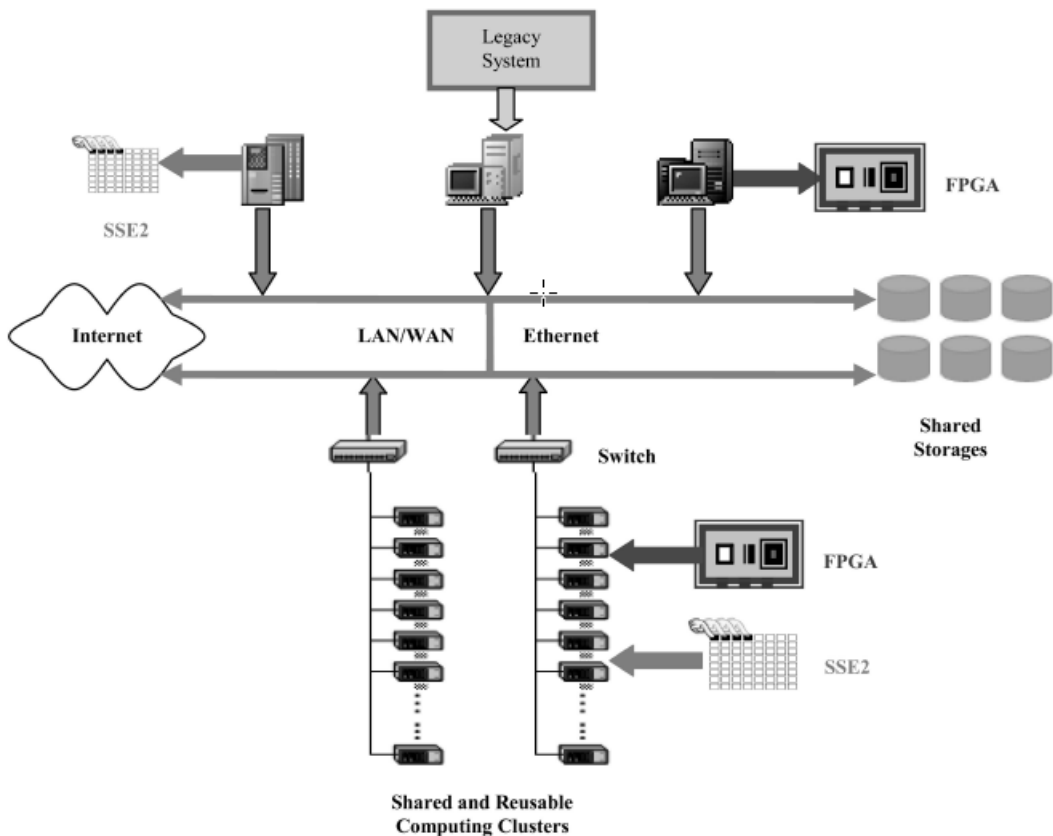 Legacy
System
SSE2
FPGA
Internet
LAN/WAN
Ethernet
Shared
Storages
Switch
FPGA
SSE2
Shared and Reusable
Computing Clusters